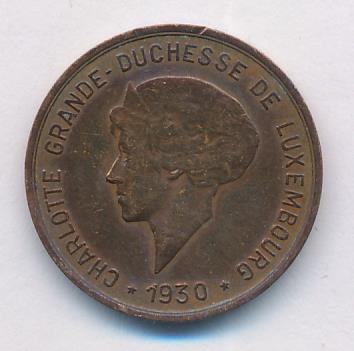 CHARLOTTE GRANDE-DUCHESSE DE LUXEMBOURG
* 1930 *